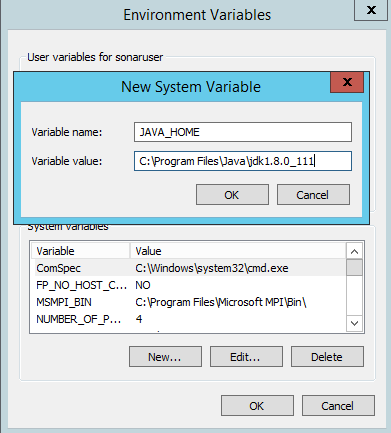 Environment Variables
x
User variables for sonaruser
New System Variable
x
Variable name: JAVA_HOME
Variable value: C:\Program Files\Java\jdk1.8.0_111
OK Cancel
System variables
Variable Value
ComSpec C:\Windows\system32\cmd.exe
FP_NO_HOST_C... NO
MSMPI_BIN C:\Program Files\Microsoft MPI\Bin\
NUMBER_OF_P... 4
New... Edit... Delete
OK Cancel